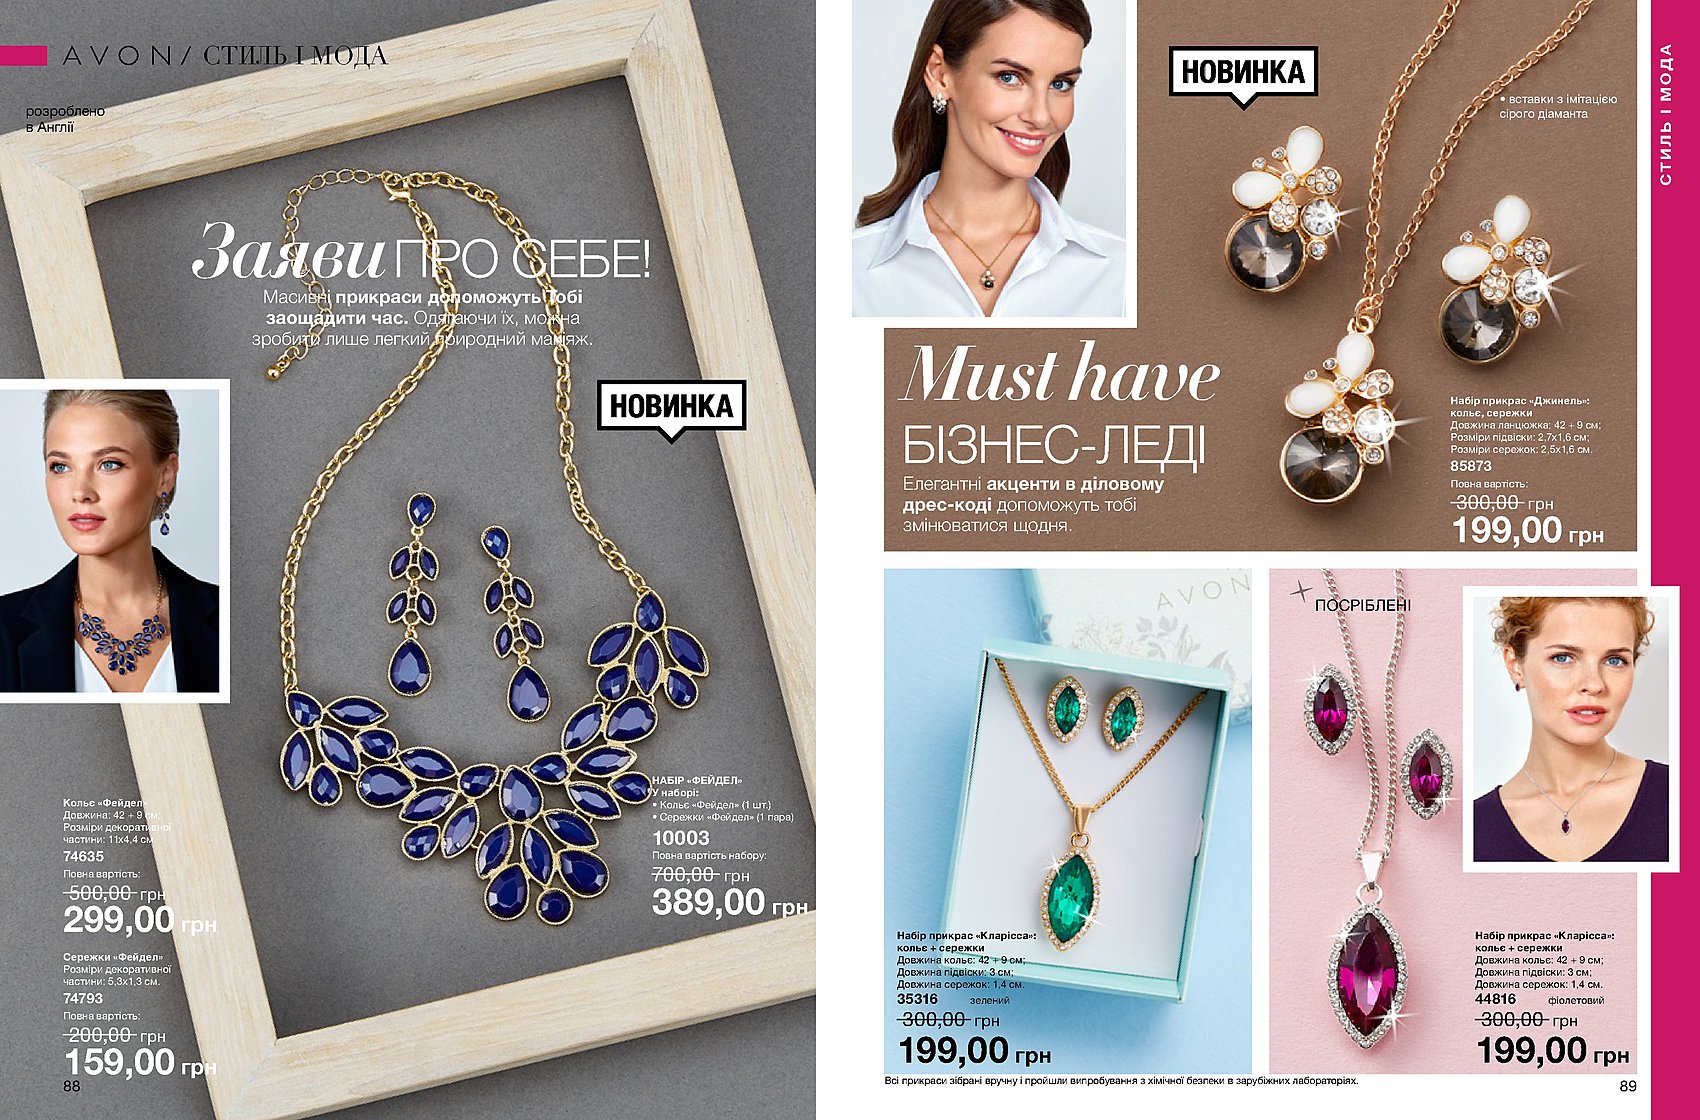 AVON / СТИЛЬ І МОДА
розроблено
в Англії
Заяви ПРО СЕБЕ!
Масивні прикраси допоможуть Тобі
заощадити час. Одягаючи їх, можна
зробити лише легкий природний макіяж.
НОВИНКА
Кольє «Фейдел»
Довжина: 42 + 9 см;
Розміри декоративної
частини: 11х4,4 см.
74635
Повна вартість:
500,00 грн
299,00 грн
Сережки «Фейдел»
Розміри декоративної
частини: 5,3х1,3 см.
74793
Повна вартість:
200,00 грн
159,00 грн
88
НАБІР «ФЕЙДЕЛ»
У наборі:
• Кольє «Фейдел» (1 шт.)
• Сережки «Фейдел» (1 пара)
10003
Повна вартість набору:
700,00 грн
389,00 грн
НОВИНКА
• вставки з імітацією
сірого діаманта
СТИЛЬ І МОДА
Must have
БІЗНЕС-ЛЕДІ
Елегантні акценти в діловому
дрес-коді допоможуть тобі
змінюватися щодня.
Набір прикрас «Джинель»:
кольє, сережки
Довжина ланцюжка: 42 + 9 см;
Розміри підвіски: 2,7х1,6 см;
Розміри сережок: 2,5х1,6 см.
85873
Повна вартість:
300,00 грн
199,00 грн
AVON
Набір прикрас «Кларісса»:
кольє + сережки
Довжина кольє: 42 + 9 см;
Довжина підвіски: 3 см;
Довжина сережок: 1,4 см.
35316 зелений
300,00 грн
199,00 грн
ПОСРІБЛЕНІ
Набір прикрас «Кларісса»:
кольє + сережки
Довжина кольє: 42 + 9 см;
Довжина підвіски: 3 см;
Довжина сережок: 1,4 см.
44816 фіолетовий
300,00 грн
199,00 грн
Всі прикраси зібрані вручну і пройшли випробування з хімічної безпеки в зарубіжних лабораторіях.
89